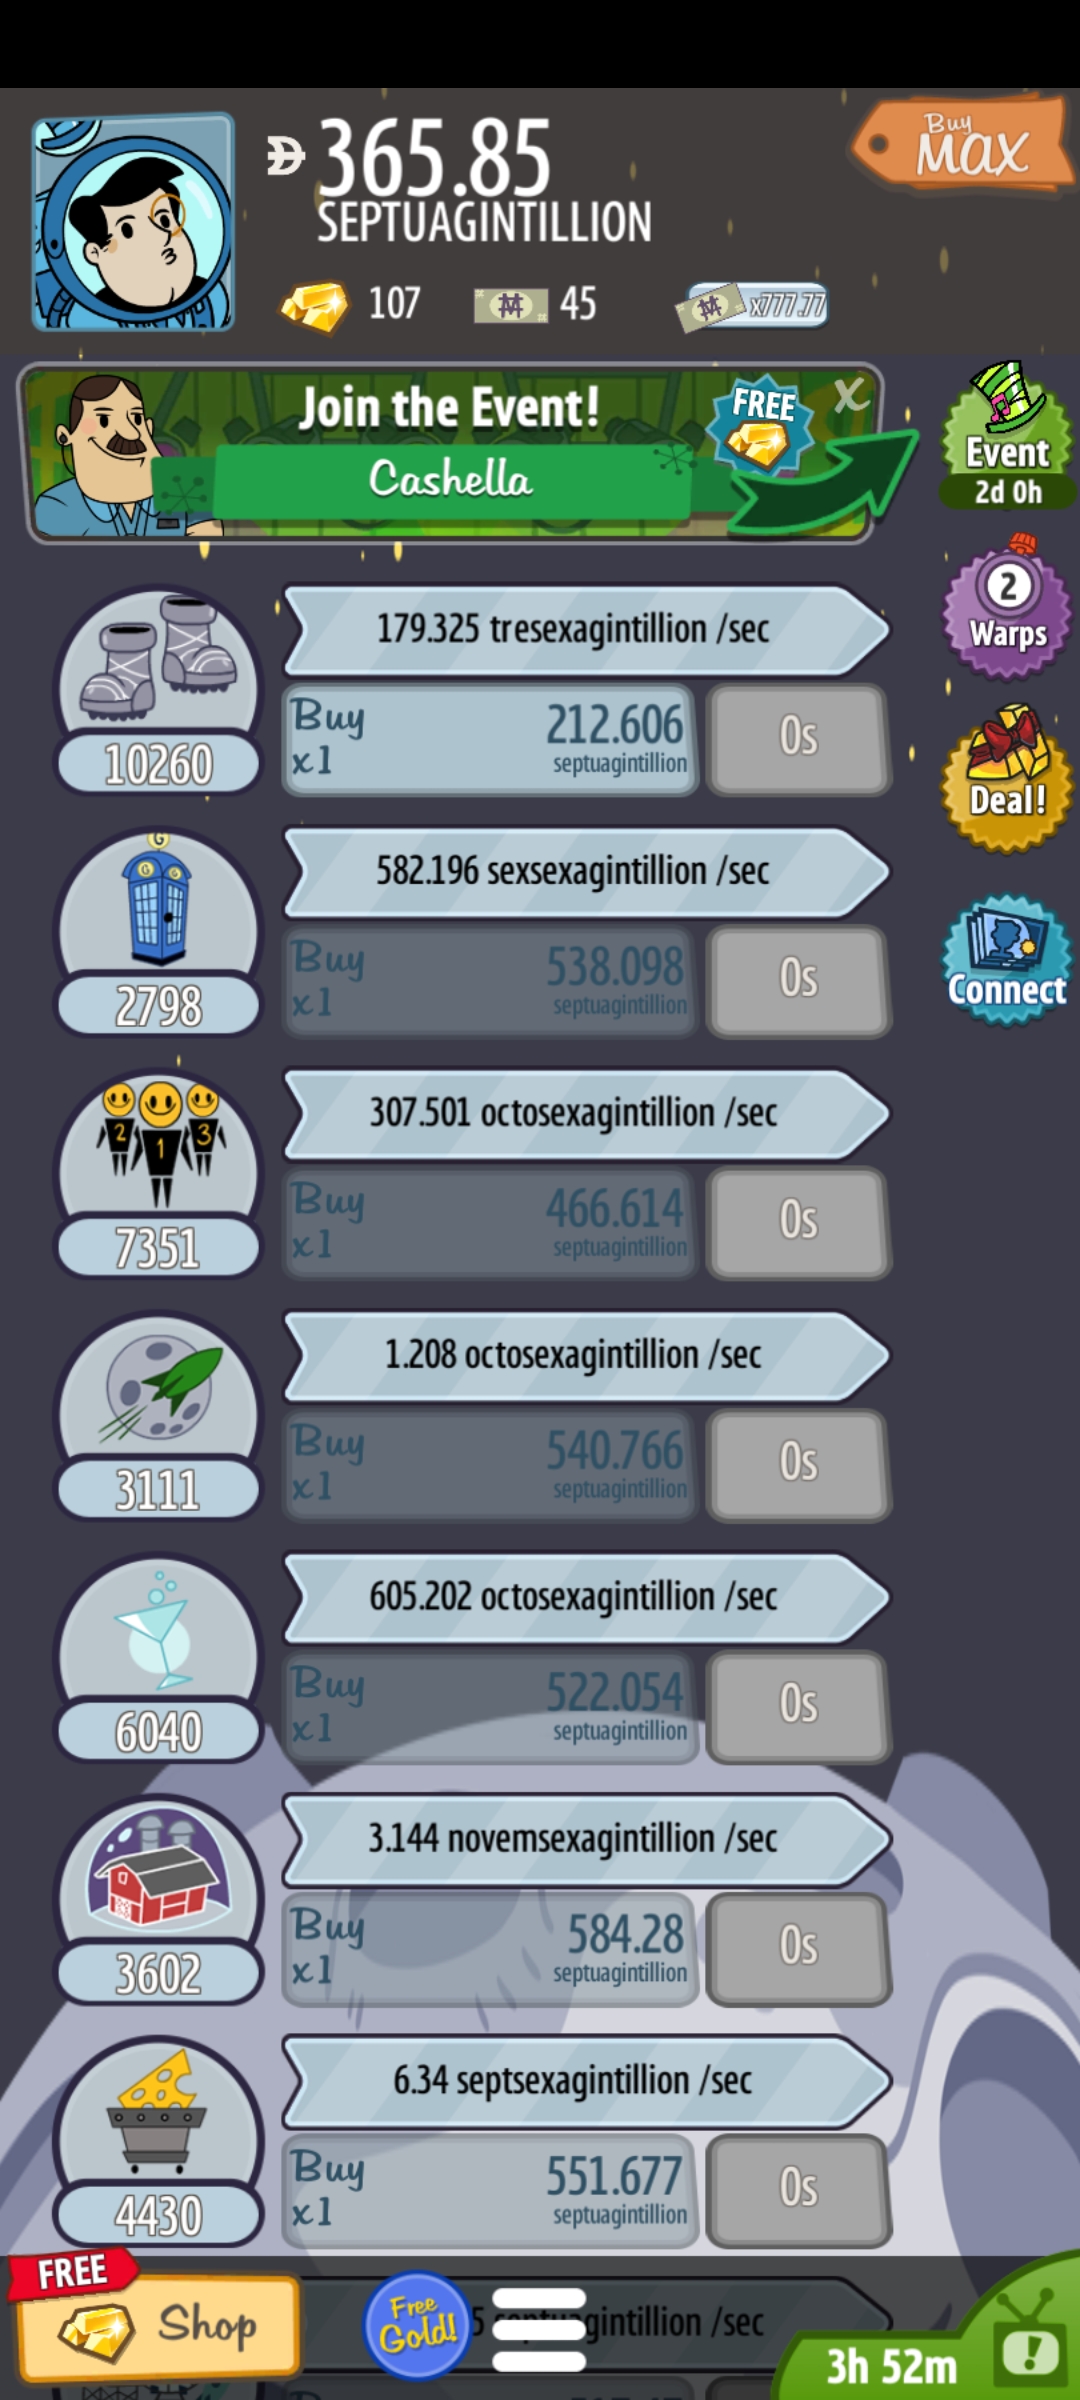 365.85
SEPTUAGINTILLION
Buy
MAX
107
45
x777.77
Join the Event!
Cashella
FREE
X
Event
2d 0h
179.325 tresexagintillion /sec
Buy
x1
212.606
septuagintillion
0s
10260
2
Warps
582.196 sexsexagintillion /sec
Buy
x1
538.098
septuagintillion
0s
2798
Deal!
307.501 octosexagintillion /sec
2 1 3
Buy
x1
466.614
septuagintillion
0s
7351
Connect
1.208 octosexagintillion /sec
Buy
x1
540.766
septuagintillion
0s
3111
605.202 octosexagintillion /sec
Buy
x1
522.054
septuagintillion
0s
6040
3.144 novemsexagintillion /sec
Buy
x1
584.28
septuagintillion
0s
3602
6.34 septsexagintillion /sec
Buy
x1
551.677
septuagintillion
0s
4430
FREE
Shop
Free
Gold!
/sec
3h 52m
!